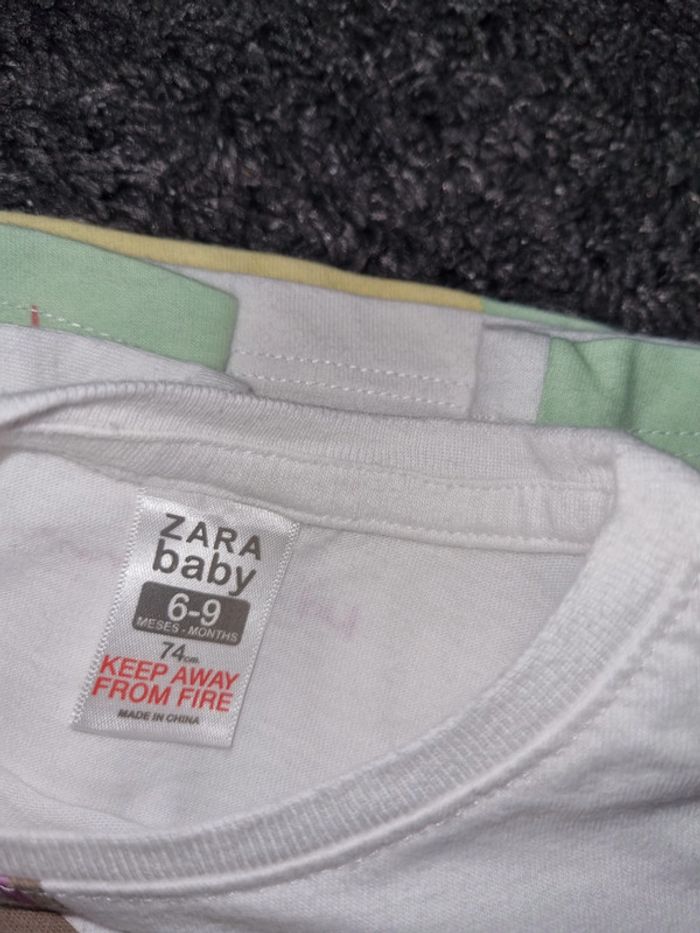 ZARA
baby
6-9
MESES - MONTHS
74cm.
KEEP AWAY
FROM FIRE
MADE IN CHINA